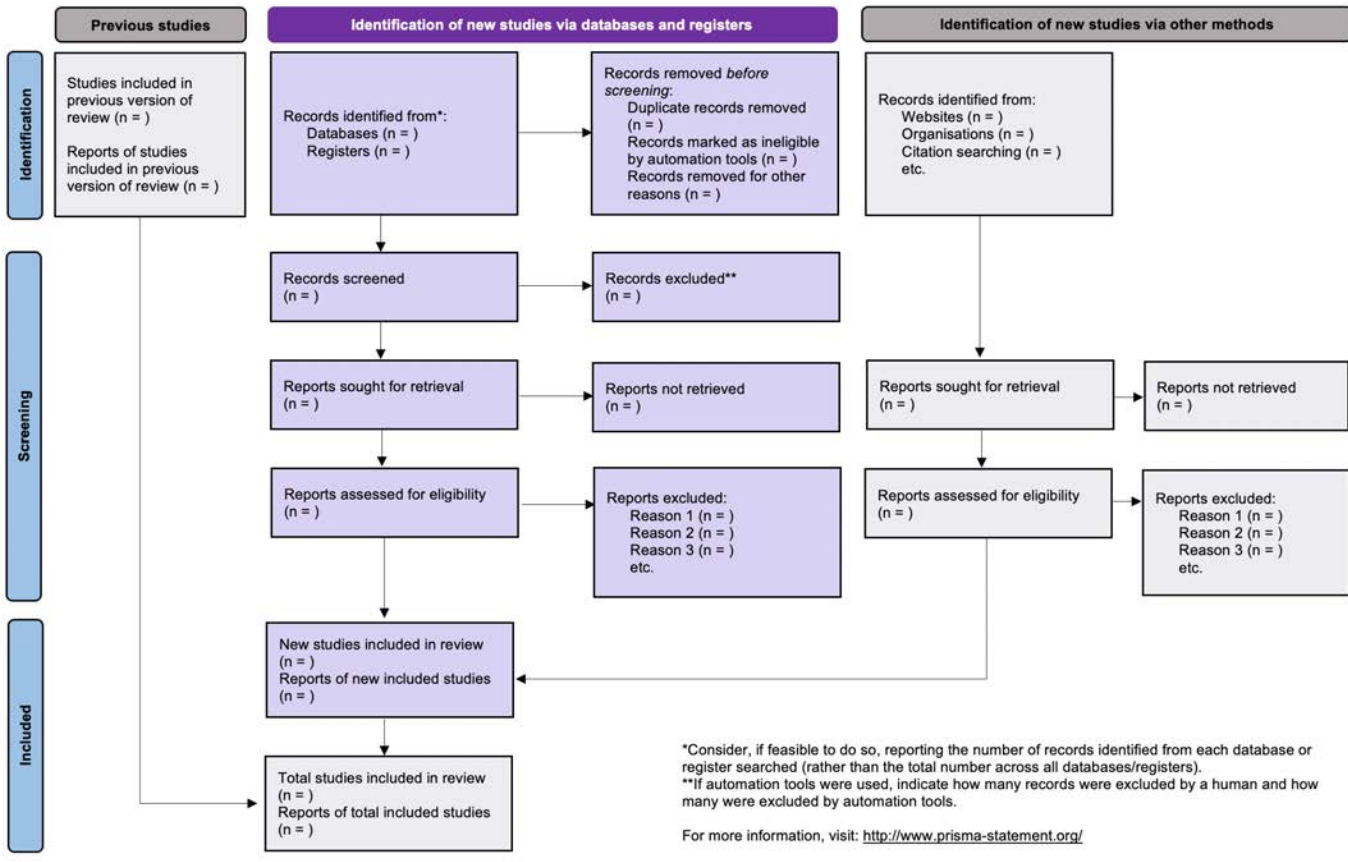 Previous studies
Identification of new studies via databases and registers
Identification of new studies via other methods
Identification
Studies included in
previous version of
review (n = )
Reports of studies
included in previous
version of review (n = )
Records identified from*:
Databases (n = )
Registers (n = )
Records removed before
screening:
Duplicate records removed
(n = )
Records marked as ineligible
by automation tools (n = )
Records removed for other
reasons (n = )
Records identified from:
Websites (n = )
Organisations (n = )
Citation searching (n = )
etc.
Screening
Records screened
(n = )
Records excluded**
(n = )
Reports sought for retrieval
(n = )
Reports not retrieved
(n = )
Reports sought for retrieval
(n = )
Reports not retrieved
(n = )
Reports assessed for eligibility
(n = )
Reports excluded:
Reason 1 (n = )
Reason 2 (n = )
Reason 3 (n = )
etc.
Reports assessed for eligibility
(n = )
Reports excluded:
Reason 1 (n = )
Reason 2 (n = )
Reason 3 (n = )
etc.
Included
New studies included in review
(n = )
Reports of new included studies
(n = )
Total studies included in review
(n = )
Reports of total included studies
(n = )
*Consider, if feasible to do so, reporting the number of records identified from each database or
register searched (rather than the total number across all databases/registers).
**If automation tools were used, indicate how many records were excluded by a human and how
many were excluded by automation tools.
For more information, visit: http://www.prisma-statement.org/